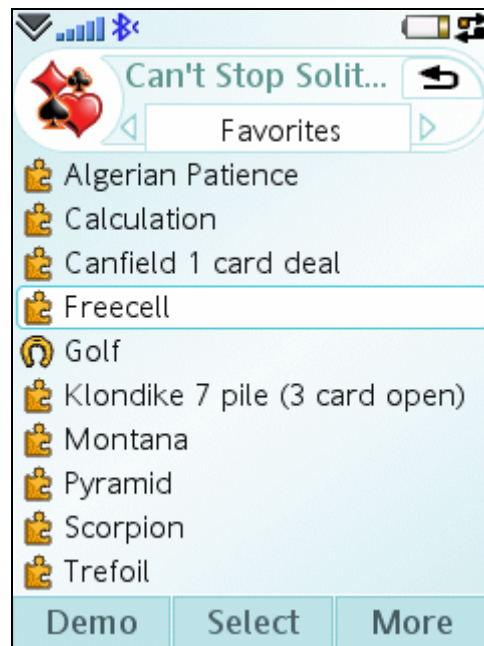 Can't Stop Solit...
Favorites
Algerian Patience
Calculation
Canfield 1 card deal
Freecell
Golf
Klondike 7 pile (3 card open)
Montana
Pyramid
Scorpion
Trefoil
Demo Select More